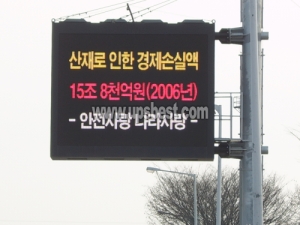 산재로 인한 경제손실액
15조 8천억원(2006년)
www.upsbest.com
- 안전사랑 나라사랑 -